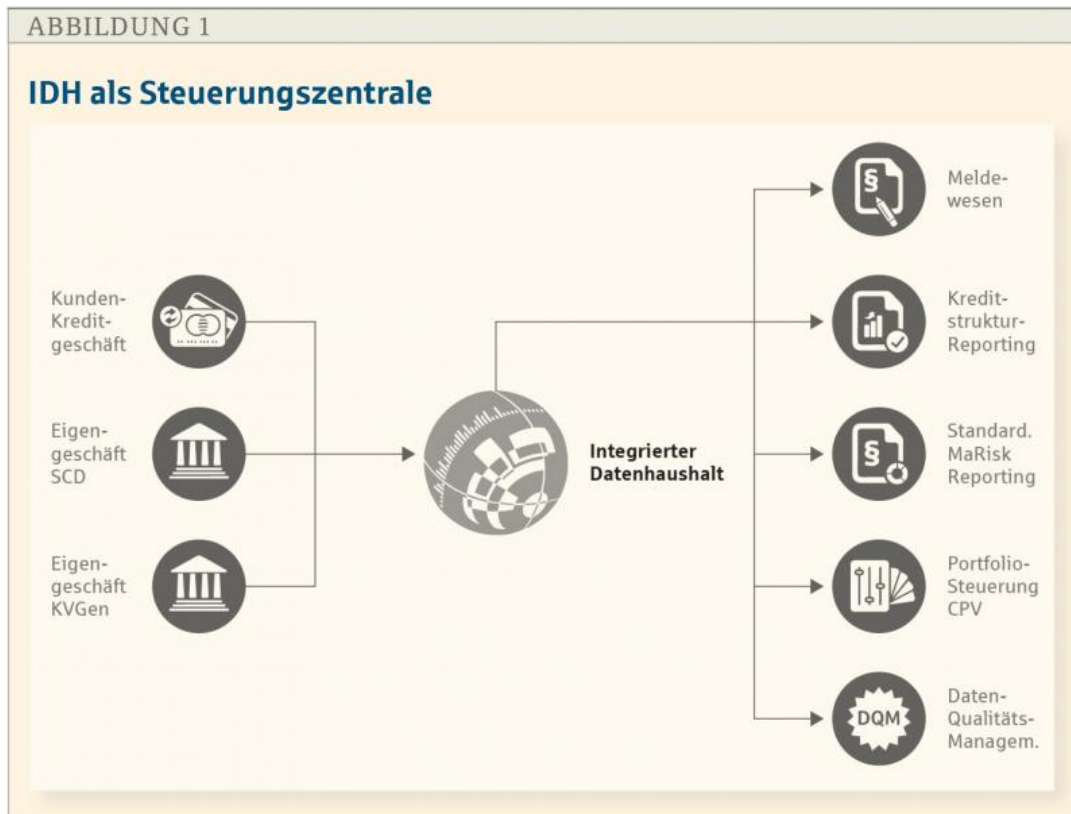 ABBILDUNG 1
IDH als Steuerungszentrale
Kunden-
Kredit-
geschäft
Eigen-
geschäft
SCD
Eigen-
geschäft
KVGen
Integrierter
Datenhaushalt
§
Melde-
wesen
Kredit-
struktur-
Reporting
§
Standard.
MaRisk
Reporting
Portfolio-
Steuerung
CPV
DQM
Daten-
Qualitäts-
Managem.